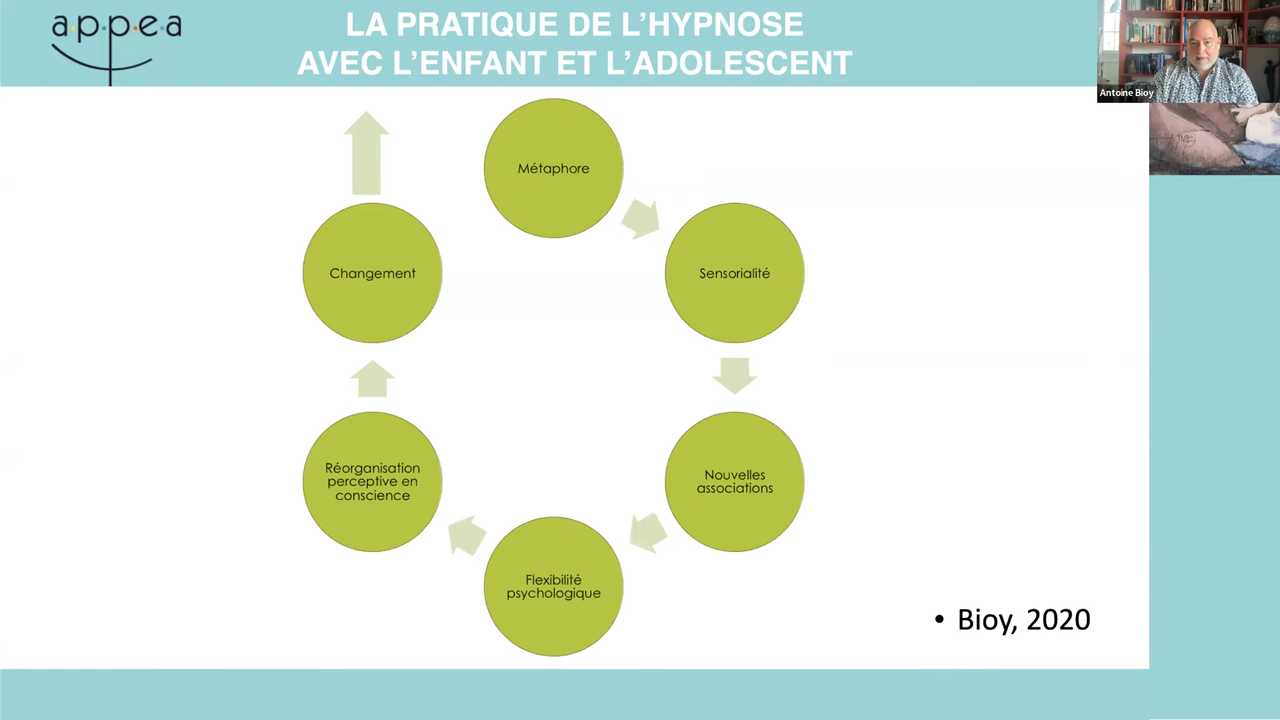 a·p·p·e·a
LA PRATIQUE DE L'HYPNOSE
AVEC L'ENFANT ET L'ADOLESCENT
Antoine Bioy
Métaphore
Sensorialité
Nouvelles
associations
Flexibilité
psychologique
Réorganisation
perceptive en
conscience
Changement
• Bioy, 2020